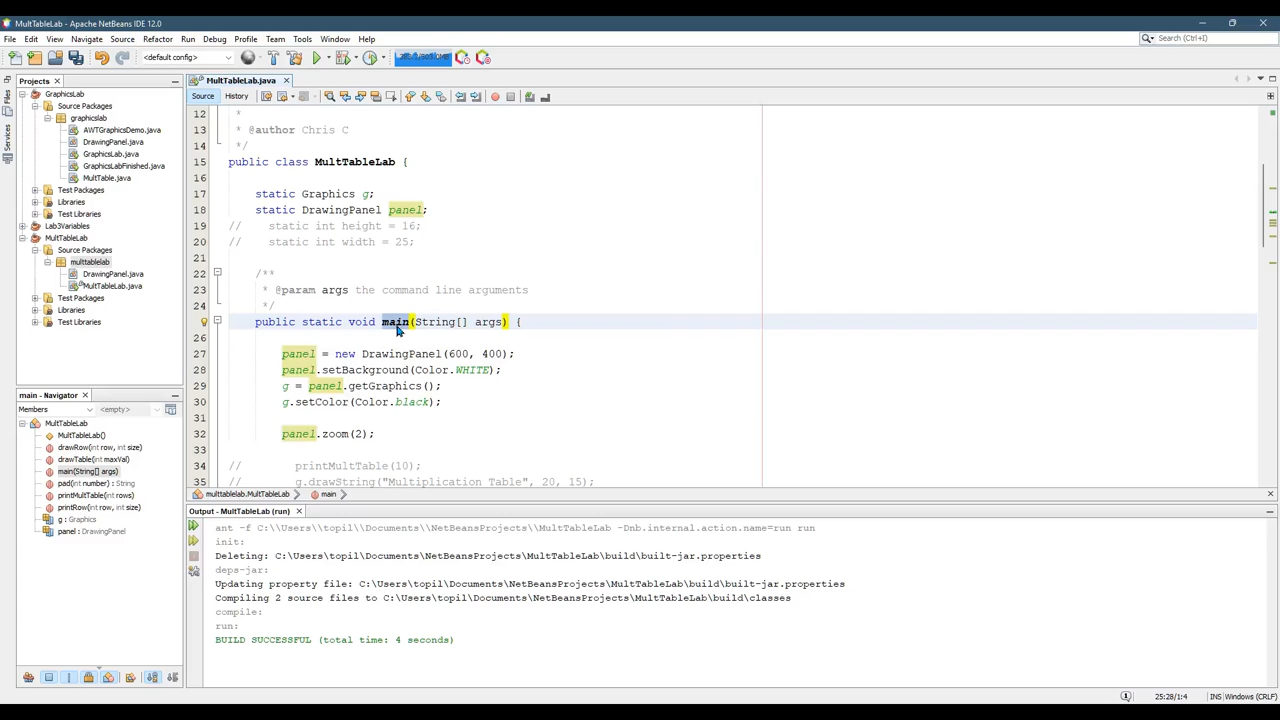 MultTableLab - Apache NetBeans IDE 12.0
File Edit View Navigate Source Refactor Run Debug Profile Team Tools Window Help
Search (Ctrl+I)
<default config>
Projects
GraphicsLab
Source Packages
graphicslab
AWTGraphicsDemo.java
DrawingPanel.java
GraphicsLab.java
GraphicsLabFinished.java
MultTable.java
Test Packages
Libraries
Test Libraries
Lab3Variables
MultTableLab
Source Packages
multtablelab
DrawingPanel.java
MultTableLab.java
Test Packages
Libraries
Test Libraries
main - Navigator
Members <empty>
MultTableLab
MultTableLab()
drawRow(int row, int size)
drawTable(int maxVal)
main(String[] args)
pad(int number) : String
printMultTable(int rows)
printRow(int row, int size)
g : Graphics
panel : DrawingPanel
MultTableLab.java
Source History
12 *
13 * @author Chris C
14 */
15 public class MultTableLab {
16
17 static Graphics g;
18 static DrawingPanel panel;
19 // static int height = 16;
20 // static int width = 25;
21
22 /**
23 * @param args the command line arguments
24 */
25 public static void main(String[] args) {
26
27 panel = new DrawingPanel(600, 400);
28 panel.setBackground(Color.WHITE);
29 g = panel.getGraphics();
30 g.setColor(Color.black);
31
32 panel.zoom(2);
33
34 // printMultTable(10);
35 // g.drawString("Multiplication Table", 20, 15);
multtablelab.MultTableLab main
Output - MultTableLab (run)
ant -f C:\\Users\\topil\\Documents\\NetBeansProjects\\MultTableLab -Dnb.internal.action.name=run run
init:
Deleting: C:\Users\topil\Documents\NetBeansProjects\MultTableLab\build\built-jar.properties
deps-jar:
Updating property file: C:\Users\topil\Documents\NetBeansProjects\MultTableLab\build\built-jar.properties
Compiling 2 source files to C:\Users\topil\Documents\NetBeansProjects\MultTableLab\build\classes
compile:
run:
BUILD SUCCESSFUL (total time: 4 seconds)
25:28/1:4 INS Windows (CRLF)